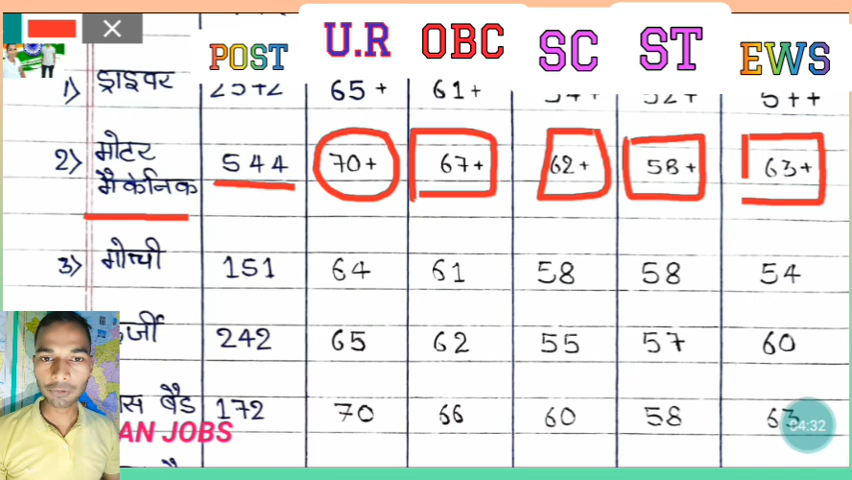 POST U.R OBC SC ST EWS
1) ड्राइवर 65+ 61+
2) मोटर मैकेनिक 544 70+ 67+ 62+ 58+ 63+
3) मोची 151 64 61 58 58 54
242 65 62 55 57 60
बैंड 172 70 66 60 58 63
AN JOBS
04:32